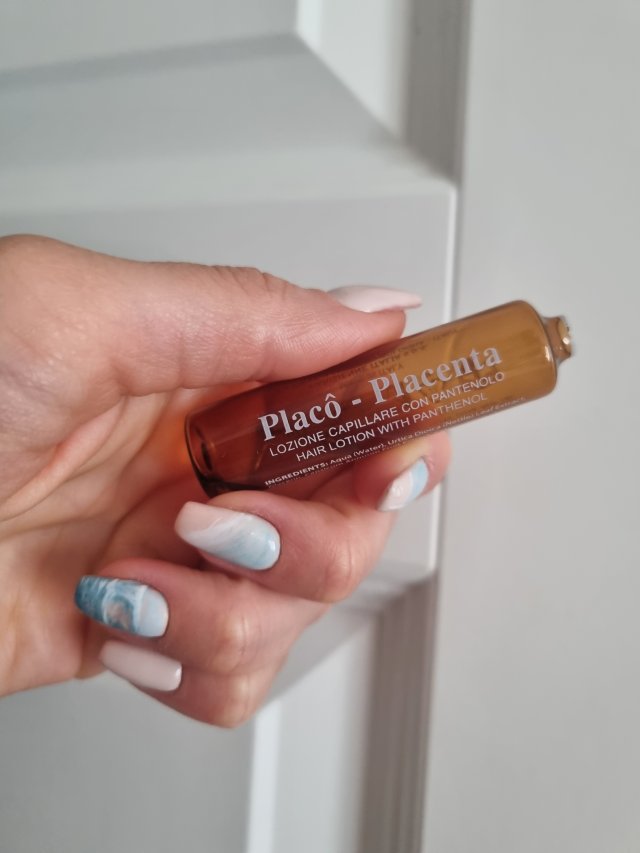 Placô - Placenta
LOZIONE CAPILLARE CON PANTENOLO
HAIR LOTION WITH PANTHENOL
INGREDIENTS: Aqua (Water), Urtica Dioica (Nettle) Leaf Extract,